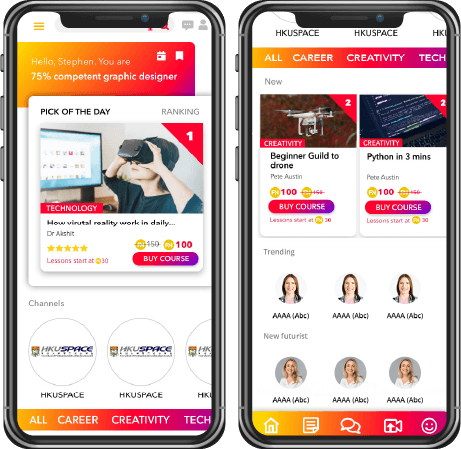 Hello, Stephen. You are
75% competent graphic designer
PICK OF THE DAY
RANKING
1
TECHNOLOGY
How virutal reality work in daily...
Dr Akshit
150 100
Lessons start at 30
BUY COURSE
Channels
HKUSPACE
HKUSPACE
HKUSPACE
HKUSPACE
ALL CAREER CREATIVITY TECH
HKUSPACE HKUSPACE HKUSPACE
ALL CAREER CREATIVITY TECH
New
2
CREATIVITY
Beginner Guild to
drone
Pete Austin
100 150
BUY COURSE
Lessons start at 30
2
CREATIVITY
Python in 3 mins
Pete Austin
100 150
BUY COURSE
Lessons start at 30
Trending
AAAA (Abc) AAAA (Abc) AAAA (Abc)
New futurist
AAAA (Abc) AAAA (Abc) AAAA (Abc)